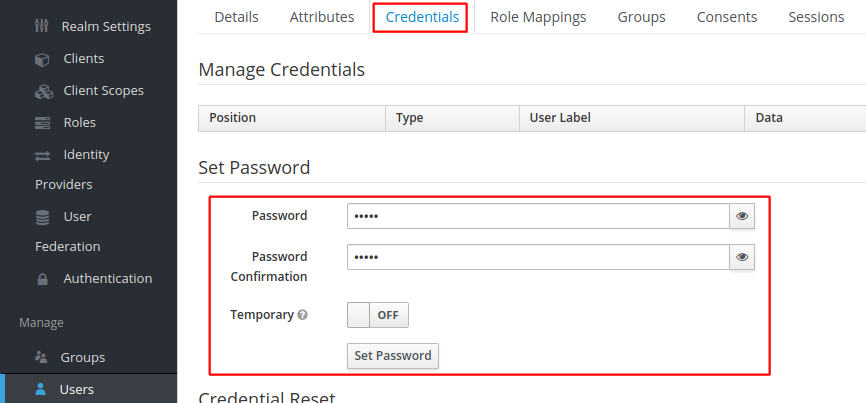 Realm Settings
Clients
Client Scopes
Roles
Identity
Providers
User
Federation
Authentication
Manage
Groups
Users
Details Attributes Credentials Role Mappings Groups Consents Sessions
Manage Credentials
Position Type User Label Data
Set Password
Password •••••
Password
Confirmation •••••
Temporary OFF
Set Password
Credential Reset